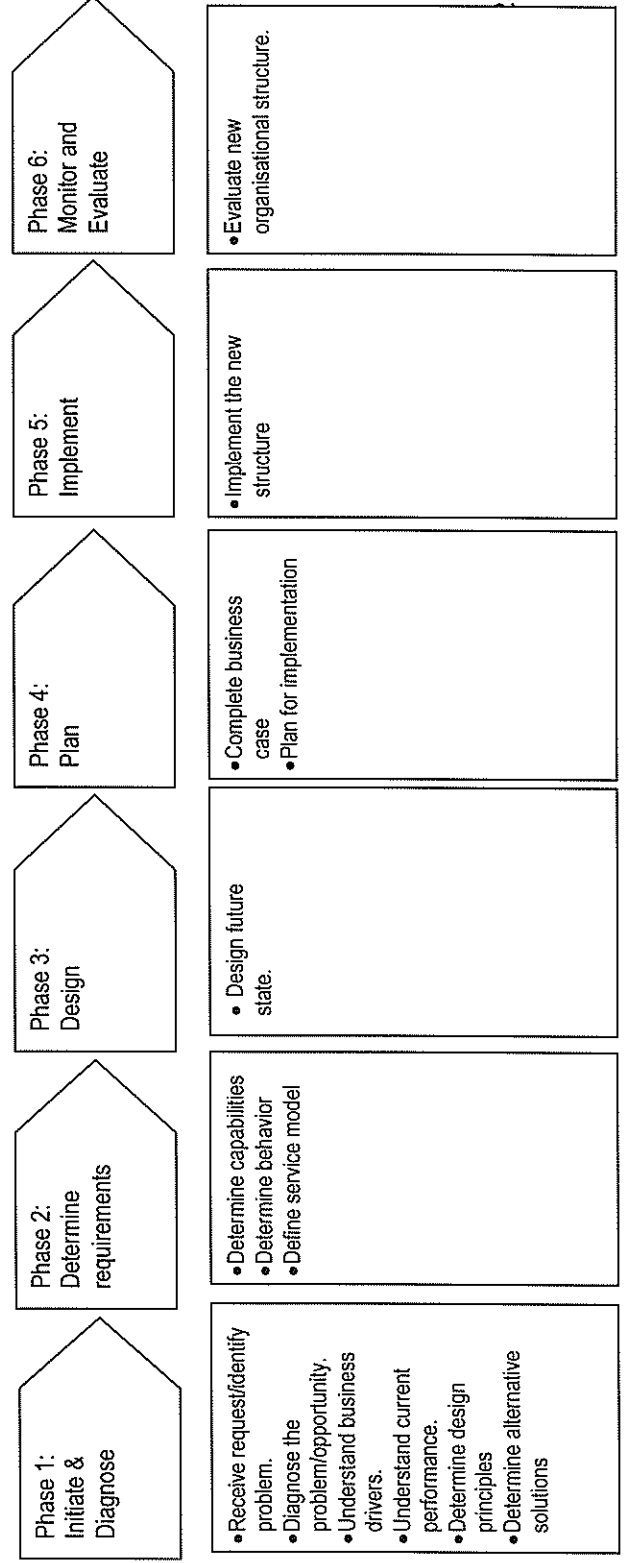 Phase 1:
Initiate &
Diagnose
•Receive request/identify
problem.
•Diagnose the
problem/opportunity.
•Understand business
drivers.
•Understand current
performance.
•Determine design
principles
•Determine alternative
solutions
Phase 2:
Determine
requirements
•Determine capabilities
•Determine behavior
•Define service model
Phase 3:
Design
• Design future
state.
Phase 4:
Plan
•Complete business
case
•Plan for implementation
Phase 5:
Implement
•Implement the new
structure
Phase 6:
Monitor and
Evaluate
•Evaluate new
organisational structure.